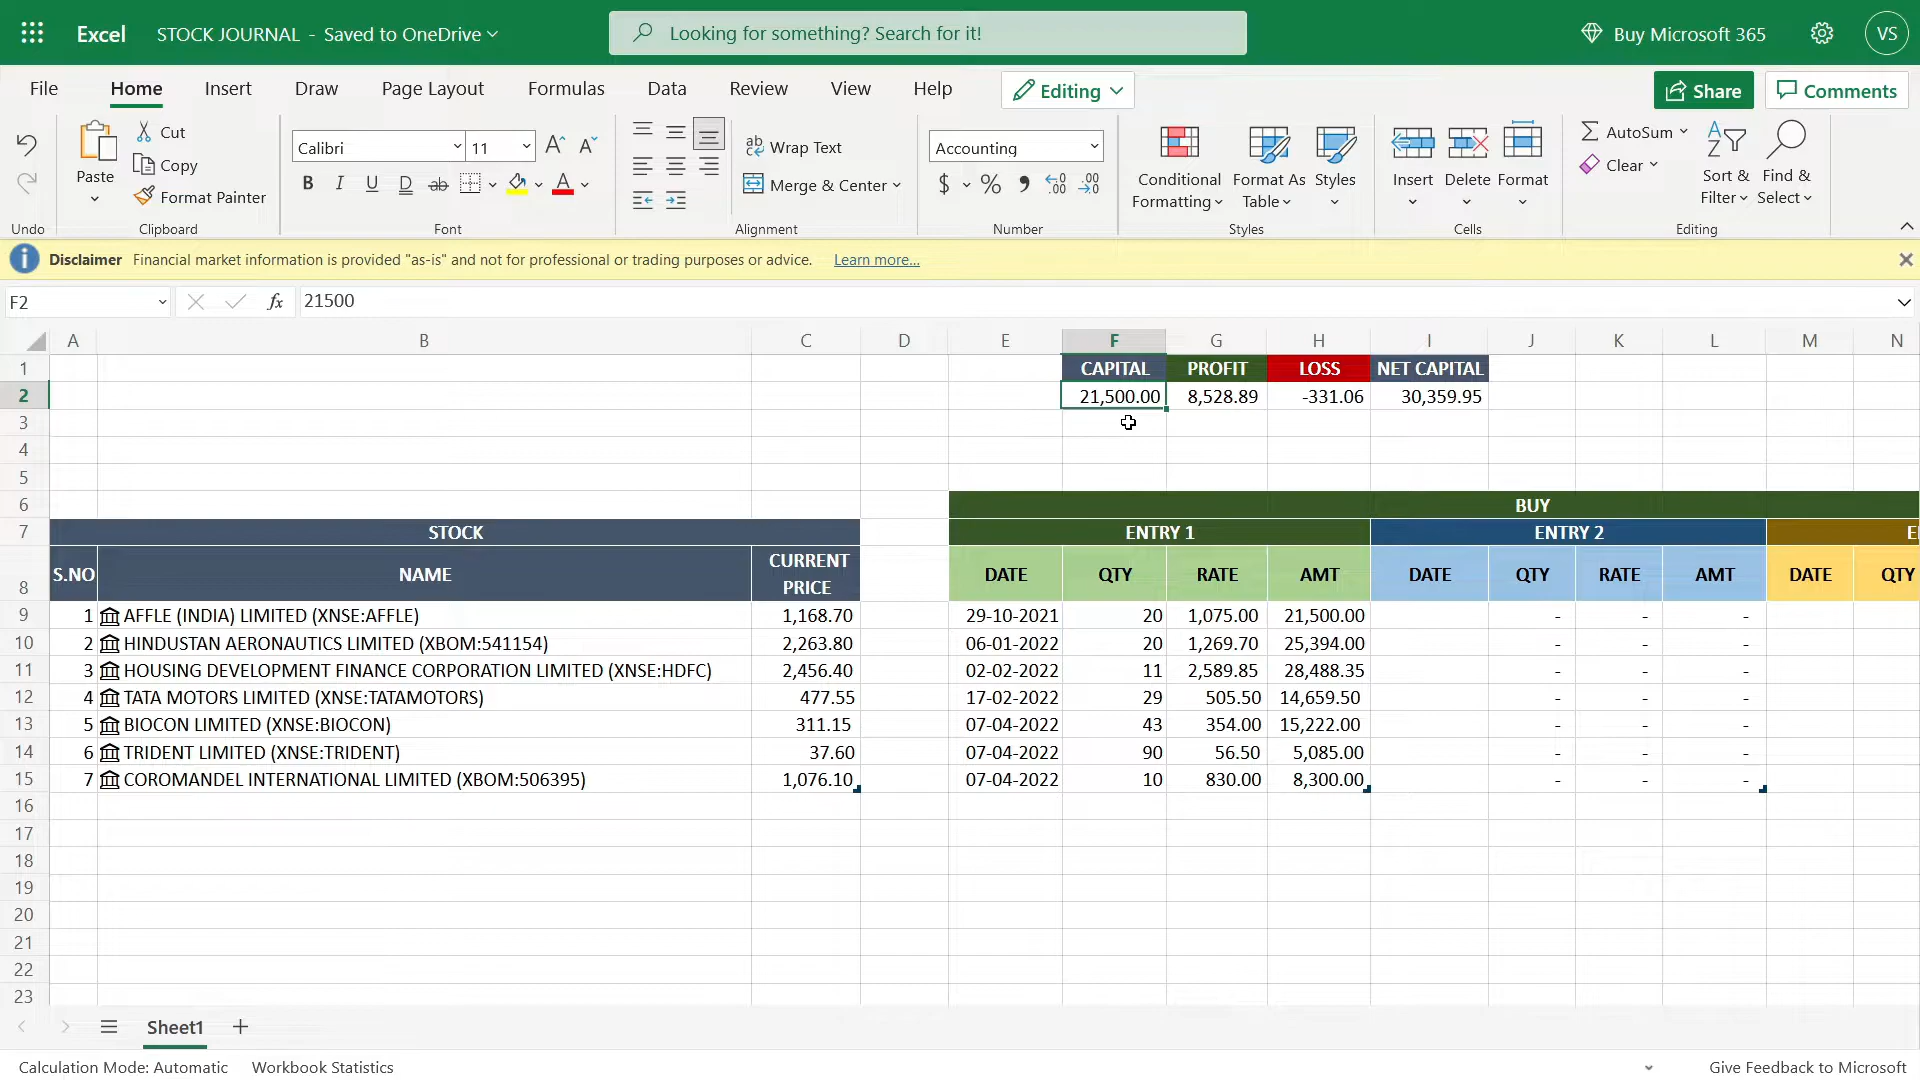 Excel STOCK JOURNAL - Saved to OneDrive Looking for something? Search for it! Buy Microsoft 365 VS
File Home Insert Draw Page Layout Formulas Data Review View Help Editing Share Comments
Paste Cut Copy Format Painter
Calibri 11
B I U D ab
ab Wrap Text
Merge & Center
Accounting
$ % .00 .00
Conditional Formatting Format As Table Styles
Insert Delete Format
AutoSum
Clear
Sort & Filter Find & Select
Undo Clipboard Font Alignment Number Styles Cells Editing
Disclaimer Financial market information is provided "as-is" and not for professional or trading purposes or advice. Learn more...
F2 fx 21500
A B C D E F G H I J K L M N
1 CAPITAL PROFIT LOSS NET CAPITAL
2 21,500.00 8,528.89 -331.06 30,359.95
3
4
5
6 BUY
7 STOCK ENTRY 1 ENTRY 2 E
8 S.NO NAME CURRENT PRICE DATE QTY RATE AMT DATE QTY RATE AMT DATE QTY
9 1 AFFLE (INDIA) LIMITED (XNSE:AFFLE) 1,168.70 29-10-2021 20 1,075.00 21,500.00 - - -
10 2 HINDUSTAN AERONAUTICS LIMITED (XBOM:541154) 2,263.80 06-01-2022 20 1,269.70 25,394.00 - - -
11 3 HOUSING DEVELOPMENT FINANCE CORPORATION LIMITED (XNSE:HDFC) 2,456.40 02-02-2022 11 2,589.85 28,488.35 - - -
12 4 TATA MOTORS LIMITED (XNSE:TATAMOTORS) 477.55 17-02-2022 29 505.50 14,659.50 - - -
13 5 BIOCON LIMITED (XNSE:BIOCON) 311.15 07-04-2022 43 354.00 15,222.00 - - -
14 6 TRIDENT LIMITED (XNSE:TRIDENT) 37.60 07-04-2022 90 56.50 5,085.00 - - -
15 7 COROMANDEL INTERNATIONAL LIMITED (XBOM:506395) 1,076.10 07-04-2022 10 830.00 8,300.00 - - -
16
17
18
19
20
21
22
23
Sheet1
Calculation Mode: Automatic Workbook Statistics Give Feedback to Microsoft